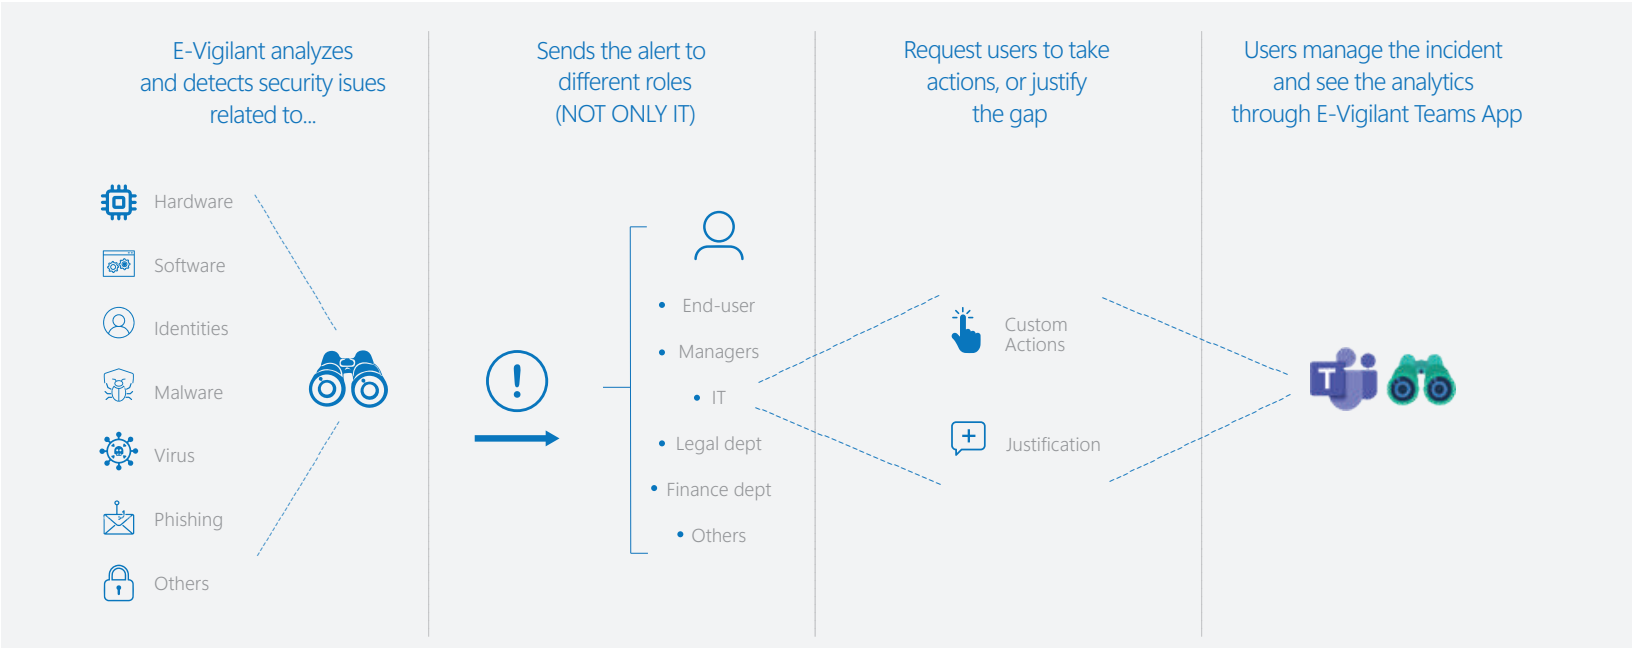 E-Vigilant analyzes
and detects security isues
related to...
Hardware
Software
Identities
Malware
Virus
Phishing
Others
Sends the alert to
different roles
(NOT ONLY IT)
• End-user
• Managers
• IT
• Legal dept
• Finance dept
• Others
Request users to take
actions, or justify
the gap
Custom
Actions
Justification
Users manage the incident
and see the analytics
through E-Vigilant Teams App
T